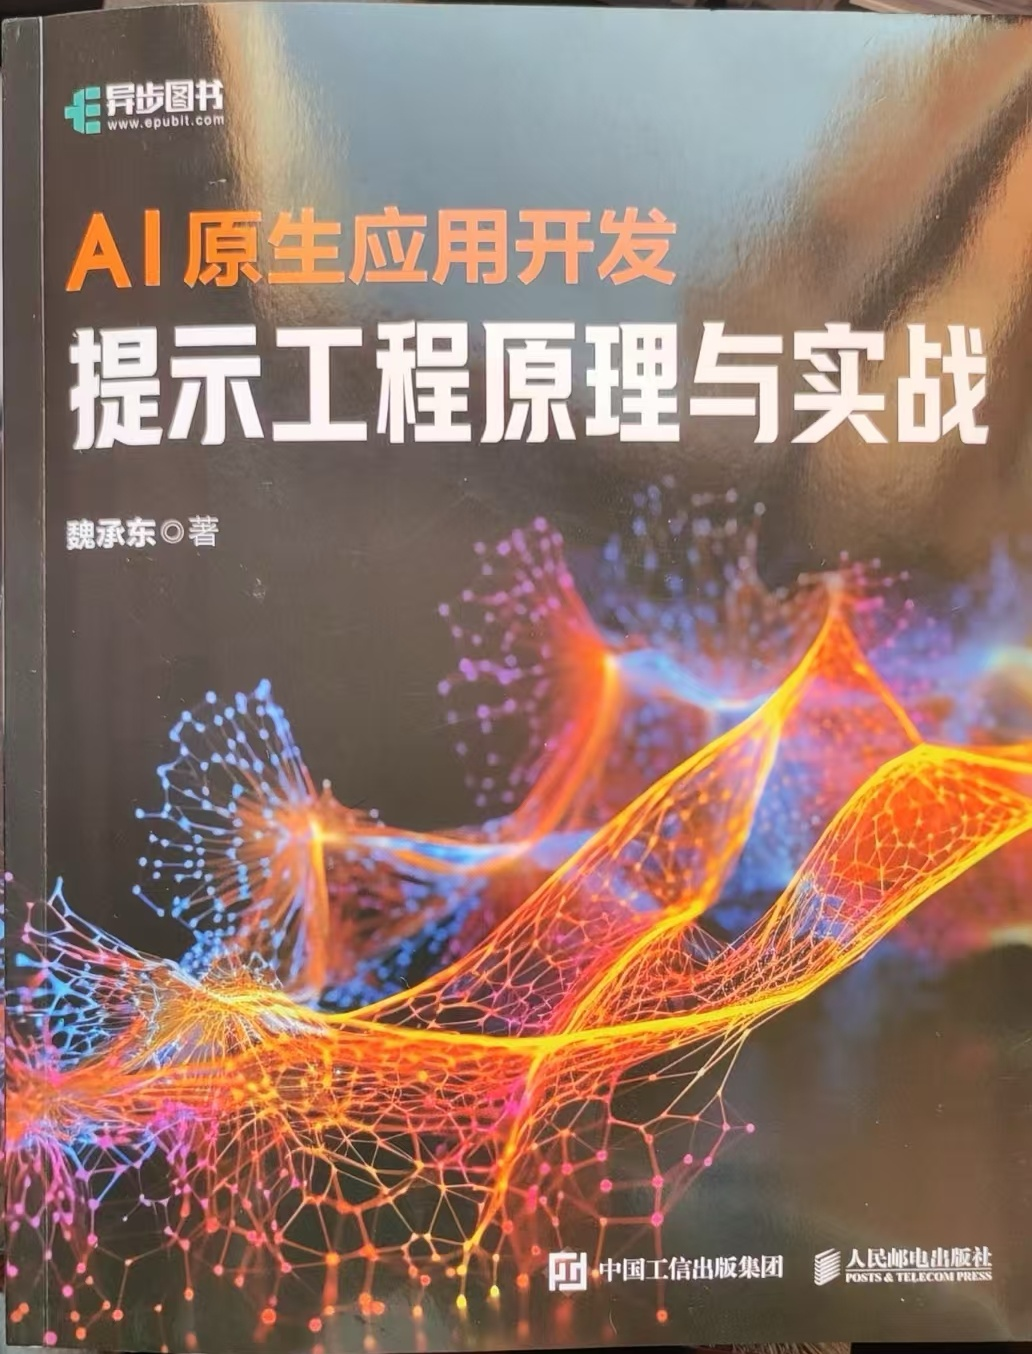 异步图书
www.epubit.com
AI原生应用开发
提示工程原理与实战
魏承东◎著
中国工信出版集团
人民邮电出版社
POSTS & TELECOM PRESS